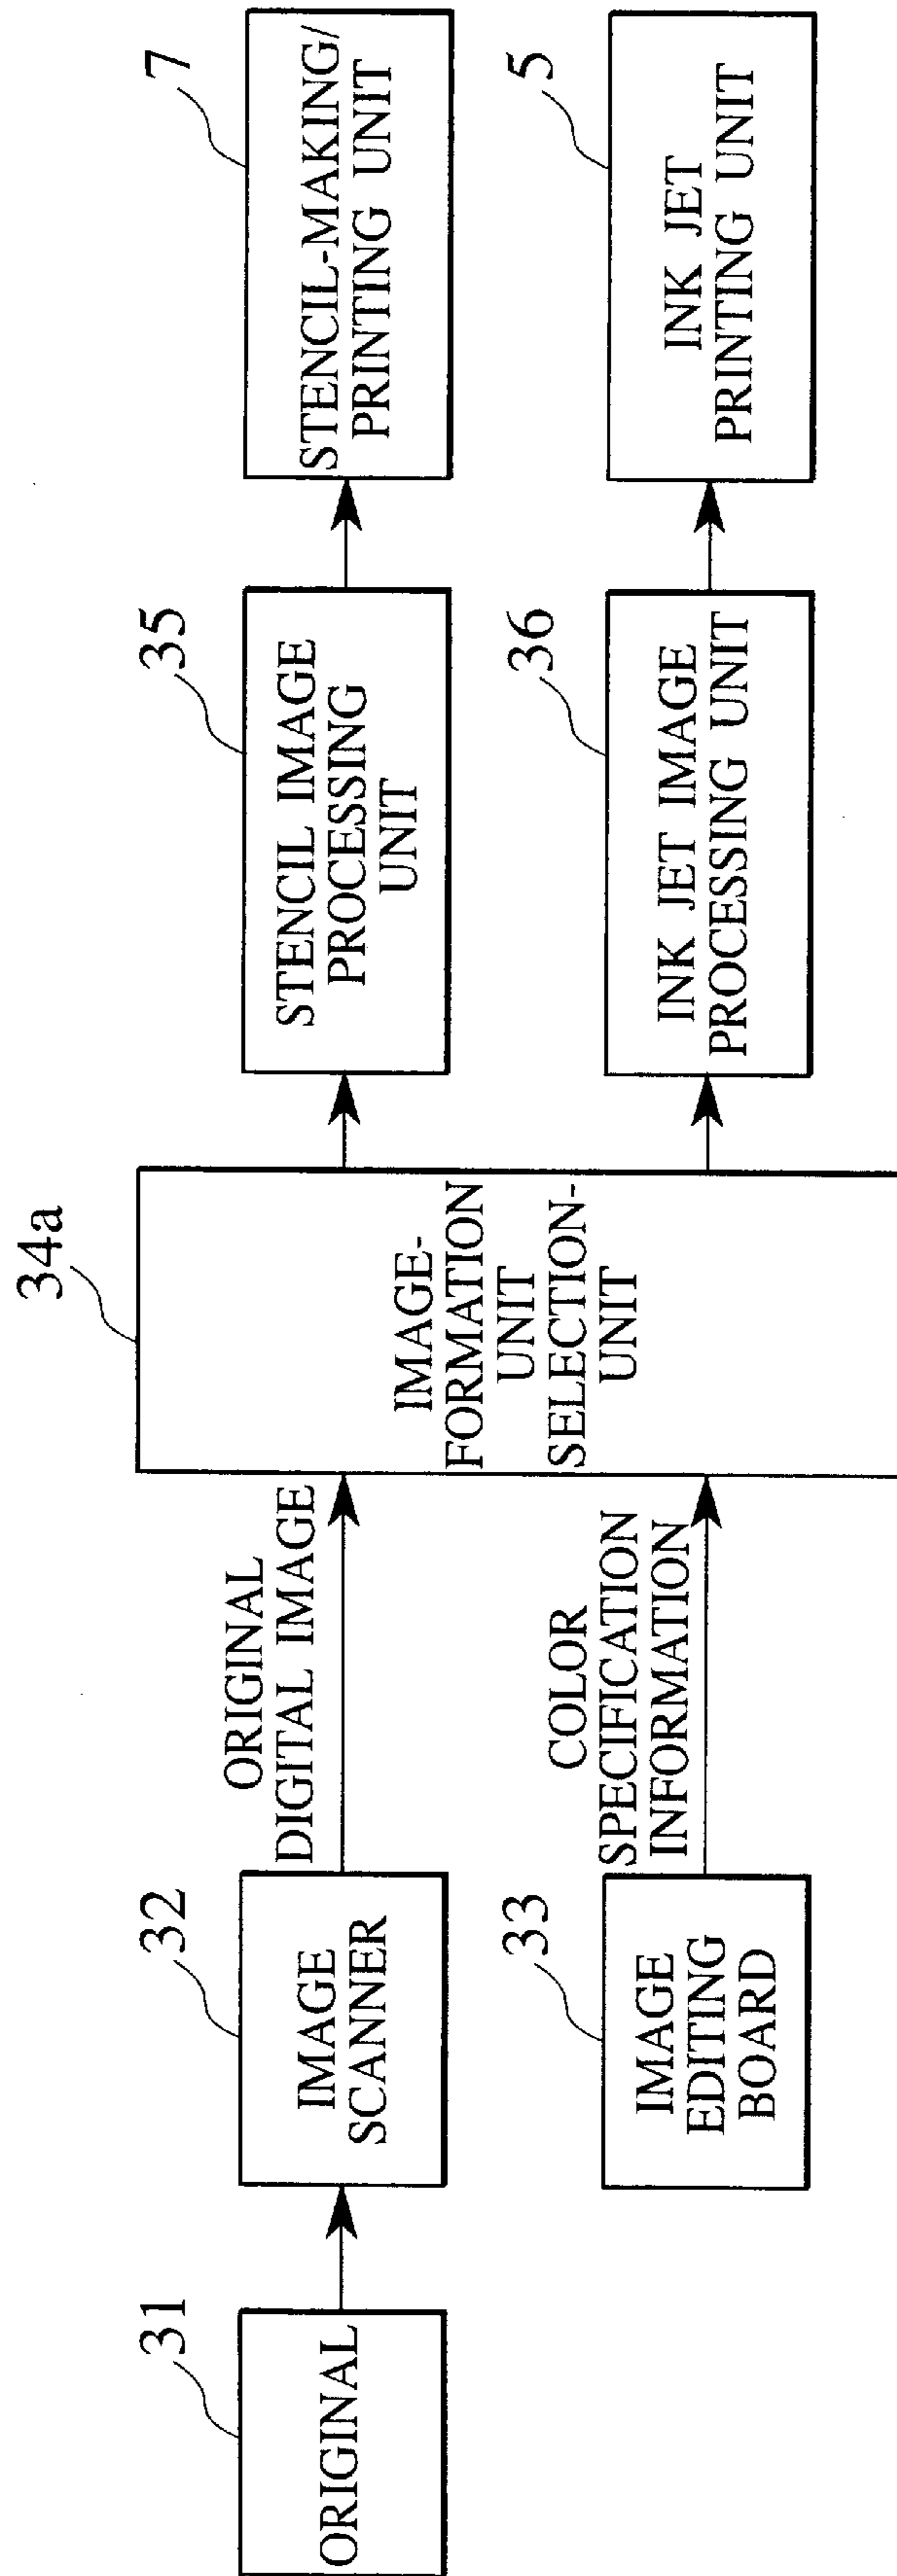 31
ORIGINAL
32
IMAGE
SCANNER
ORIGINAL
DIGITAL IMAGE
33
IMAGE
EDITING
BOARD
COLOR
SPECIFICATION
INFORMATION
34a
IMAGE-
FORMATION
UNIT
SELECTION-
UNIT
35
STENCIL IMAGE
PROCESSING
UNIT
7
STENCIL-MAKING/
PRINTING UNIT
36
INK JET IMAGE
PROCESSING UNIT
5
INK JET
PRINTING UNIT